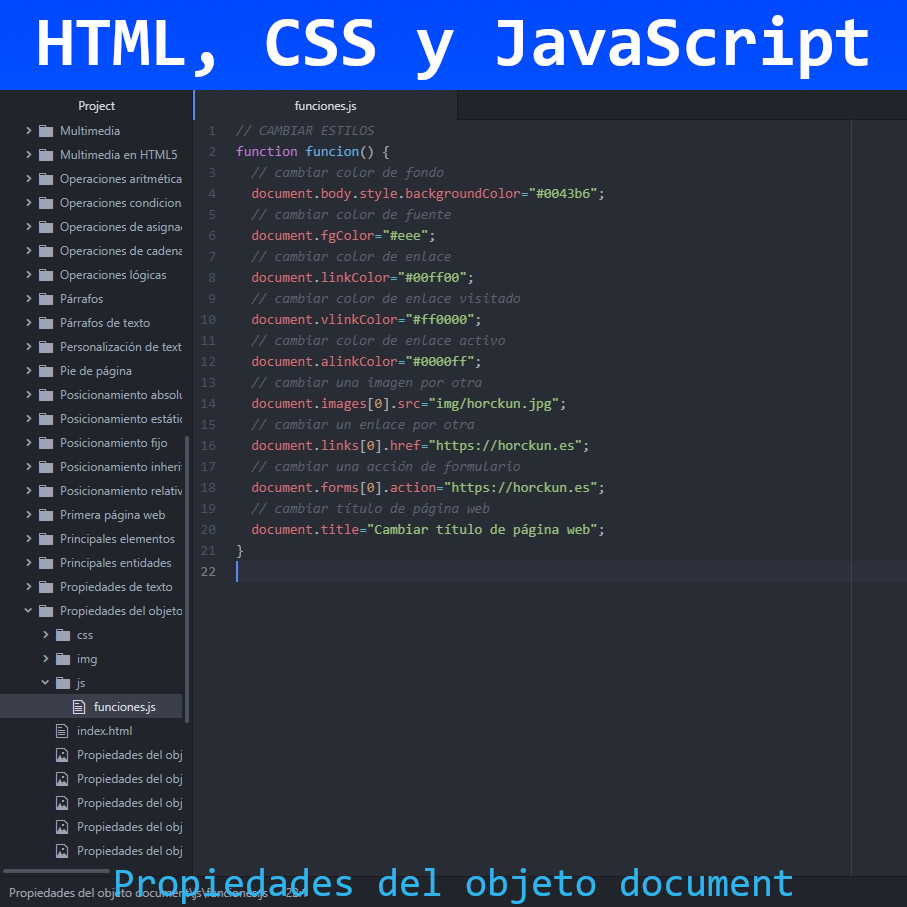 HTML, CSS y JavaScript
Project
Multimedia
Multimedia en HTML5
Operaciones aritmética
Operaciones condicion
Operaciones de asigna
Operaciones de cadena
Operaciones lógicas
Párrafos
Párrafos de texto
Personalización de text
Pie de página
Posicionamiento absolu
Posicionamiento estátic
Posicionamiento fijo
Posicionamiento inheri
Posicionamiento relativ
Primera página web
Principales elementos
Principales entidades
Propiedades de texto
Propiedades del objeto
css
img
js
funciones.js
index.html
Propiedades del obj
Propiedades del obj
Propiedades del obj
Propiedades del obj
Propiedades del obj
funciones.js
1 // CAMBIAR ESTILOS
2 function funcion() {
3 // cambiar color de fondo
4 document.body.style.backgroundColor="#0043b6";
5 // cambiar color de fuente
6 document.fgColor="#eee";
7 // cambiar color de enlace
8 document.linkColor="#00ff00";
9 // cambiar color de enlace visitado
10 document.vlinkColor="#ff0000";
11 // cambiar color de enlace activo
12 document.alinkColor="#0000ff";
13 // cambiar una imagen por otra
14 document.images[0].src="img/horckun.jpg";
15 // cambiar un enlace por otra
16 document.links[0].href="https://horckun.es";
17 // cambiar una acción de formulario
18 document.forms[0].action="https://horckun.es";
19 // cambiar título de página web
20 document.title="Cambiar título de página web";
21 }
22
Propiedades del objeto document\js\funciones.js 22:1
Propiedades del objeto document